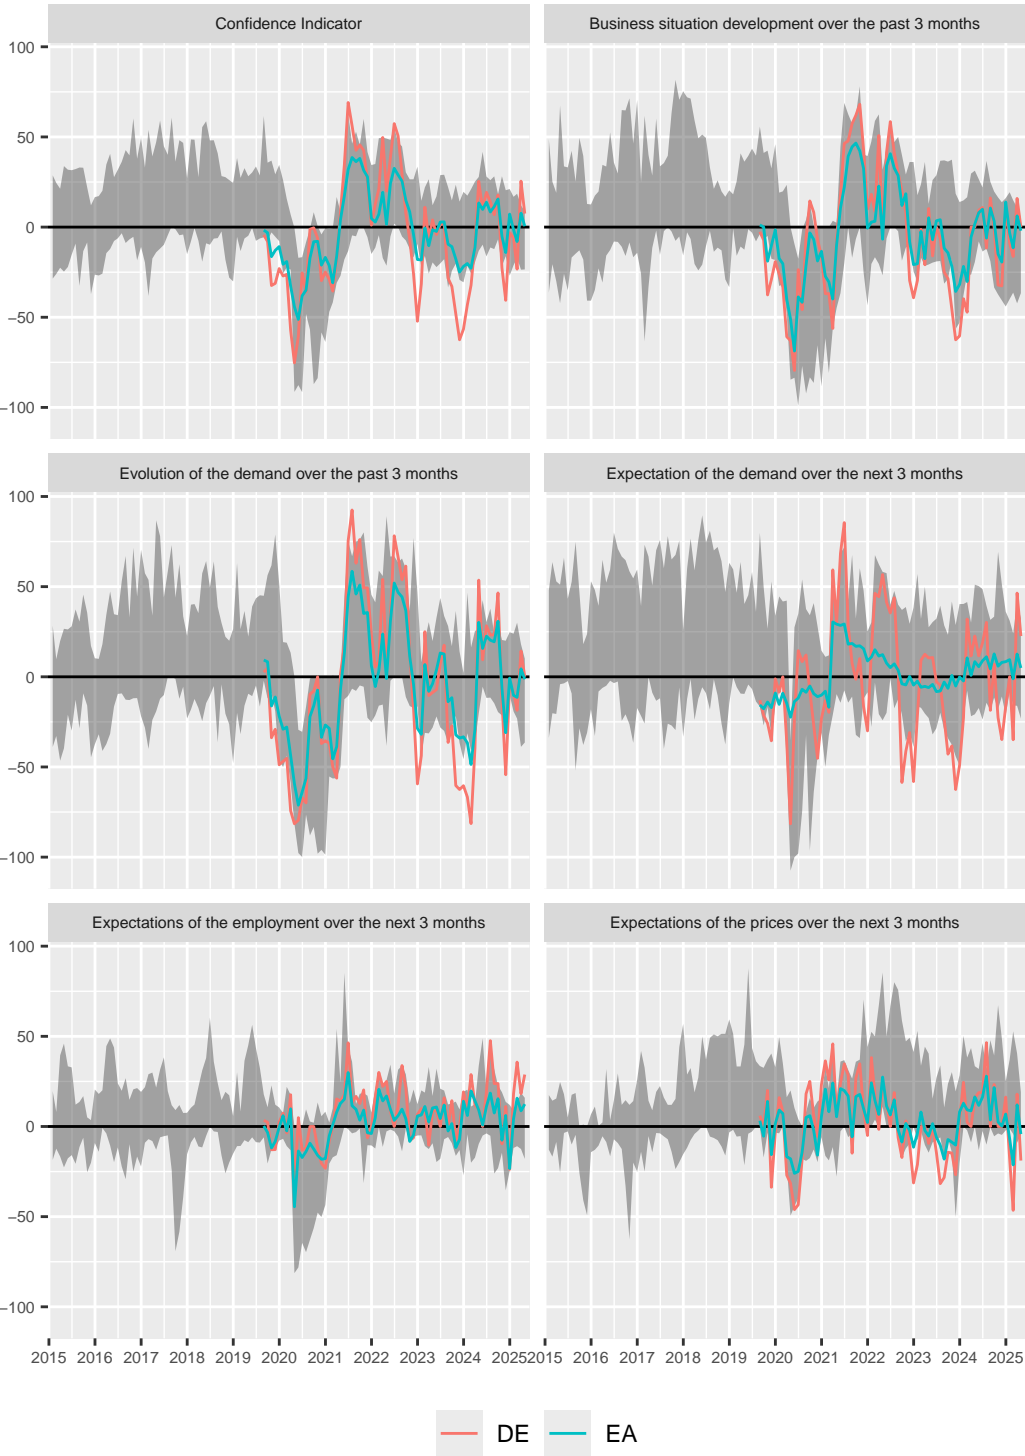 Confidence Indicator
Business situation development over the past 3 months
100
50
0
−50
−100
Evolution of the demand over the past 3 months
Expectation of the demand over the next 3 months
100
50
0
−50
−100
Expectations of the employment over the next 3 months
Expectations of the prices over the next 3 months
100
50
0
−50
−100
2015 2016 2017 2018 2019 2020 2021 2022 2023 2024 2025 2015 2016 2017 2018 2019 2020 2021 2022 2023 2024 2025
DE EA